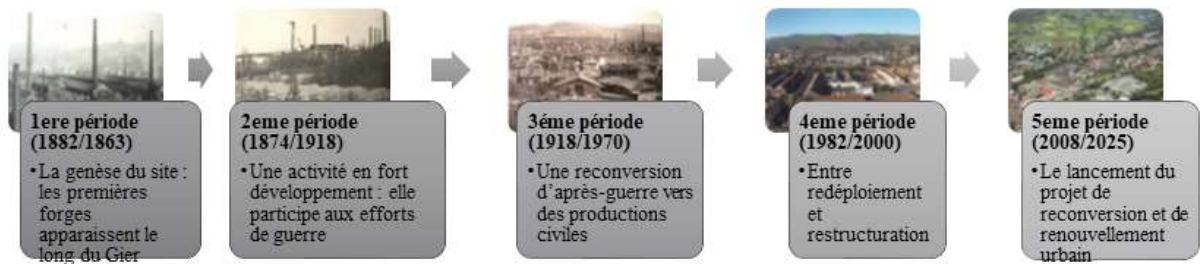 1ere période
(1882/1863)
•La genèse du site :
les premières
forges
apparaissent le
long du Gier
2eme période
(1874/1918)
•Une activité en fort
développement : elle
participe aux efforts
de guerre
3éme période
(1918/1970)
•Une reconversion
d'après-guerre vers
des productions
civiles
4eme période
(1982/2000)
•Entre
redéploiement
et
restructuration
5eme période
(2008/2025)
•Le lancement du
projet de
reconversion et de
renouvellement
urbain